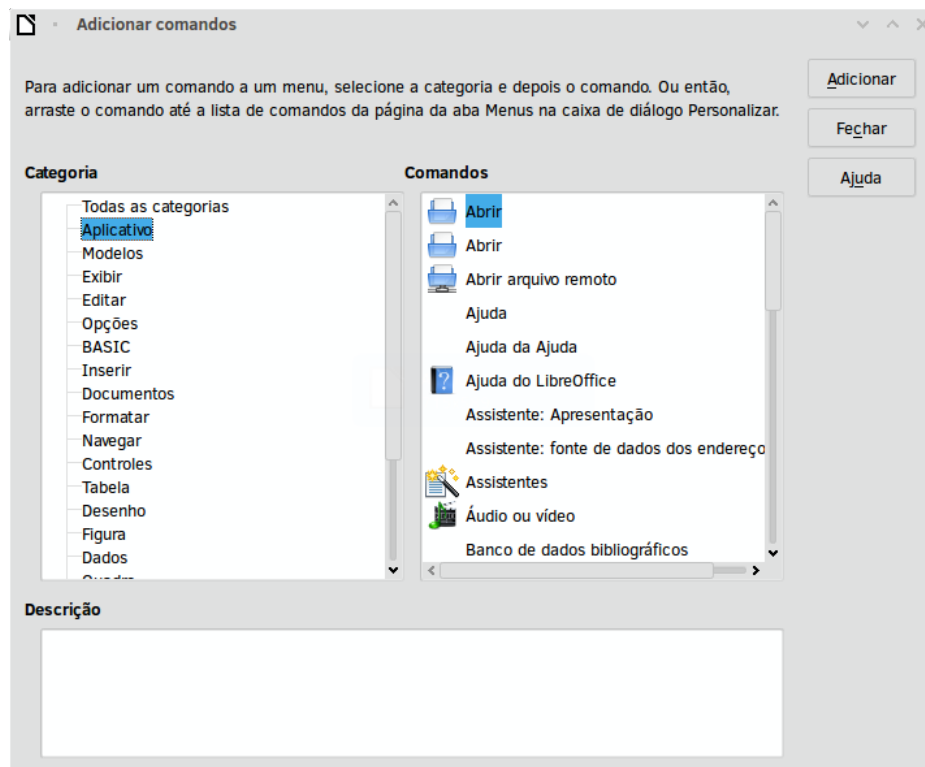 Adicionar comandos
Para adicionar um comando a um menu, selecione a categoria e depois o comando. Ou então,
arraste o comando até a lista de comandos da página da aba Menus na caixa de diálogo Personalizar.
Adicionar
Fechar
Ajuda
Categoria
Todas as categorias
Aplicativo
Modelos
Exibir
Editar
Opções
BASIC
Inserir
Documentos
Formatar
Navegar
Controles
Tabela
Desenho
Figura
Dados
Comandos
Abrir
Abrir
Abrir arquivo remoto
Ajuda
Ajuda da Ajuda
Ajuda do LibreOffice
Assistente: Apresentação
Assistente: fonte de dados dos endereço
Assistentes
Áudio ou vídeo
Banco de dados bibliográficos
Descrição